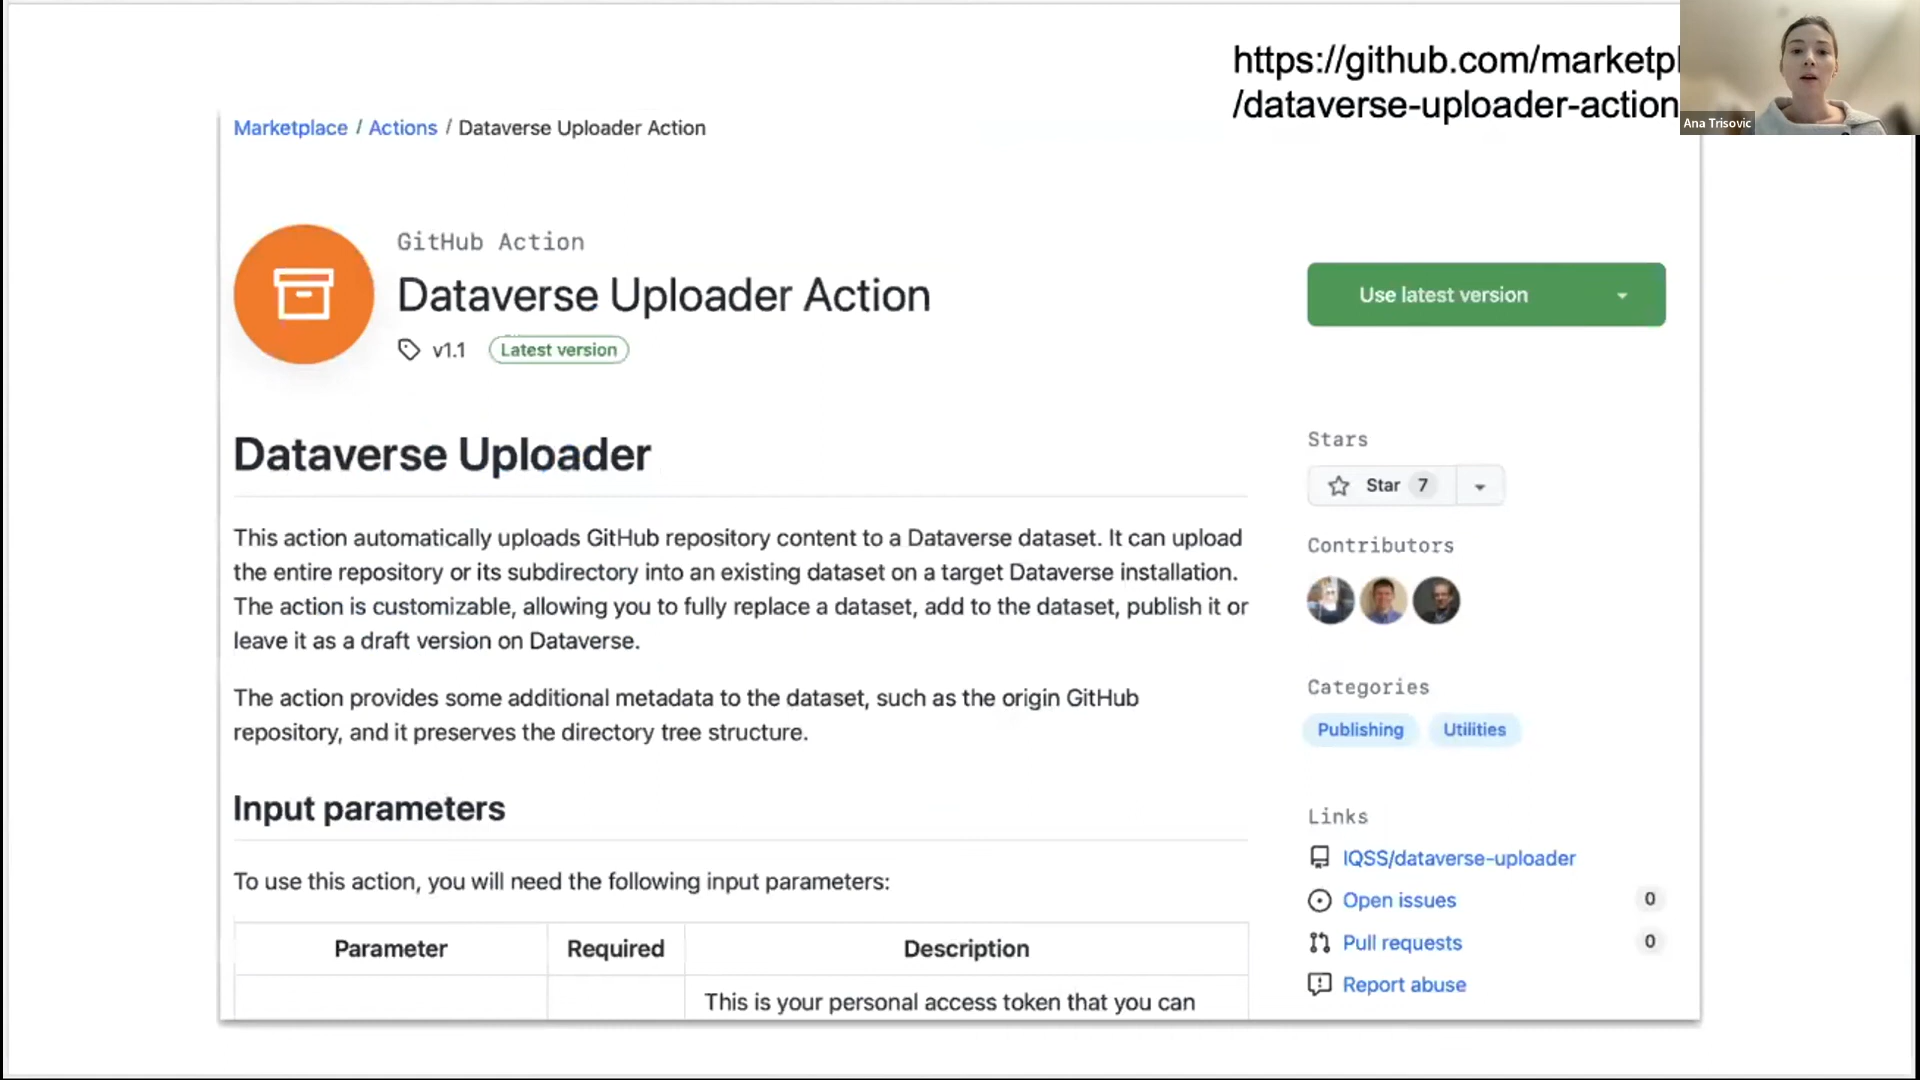 https://github.com/marketpl
/dataverse-uploader-action
Ana Trisovic
Marketplace / Actions / Dataverse Uploader Action
GitHub Action
Dataverse Uploader Action
v1.1 Latest version
Use latest version
Dataverse Uploader
This action automatically uploads GitHub repository content to a Dataverse dataset. It can upload
the entire repository or its subdirectory into an existing dataset on a target Dataverse installation.
The action is customizable, allowing you to fully replace a dataset, add to the dataset, publish it or
leave it as a draft version on Dataverse.
The action provides some additional metadata to the dataset, such as the origin GitHub
repository, and it preserves the directory tree structure.
Input parameters
To use this action, you will need the following input parameters:
Parameter Required Description
This is your personal access token that you can
Stars
Star 7
Contributors
Categories
Publishing Utilities
Links
IQSS/dataverse-uploader
Open issues 0
Pull requests 0
Report abuse